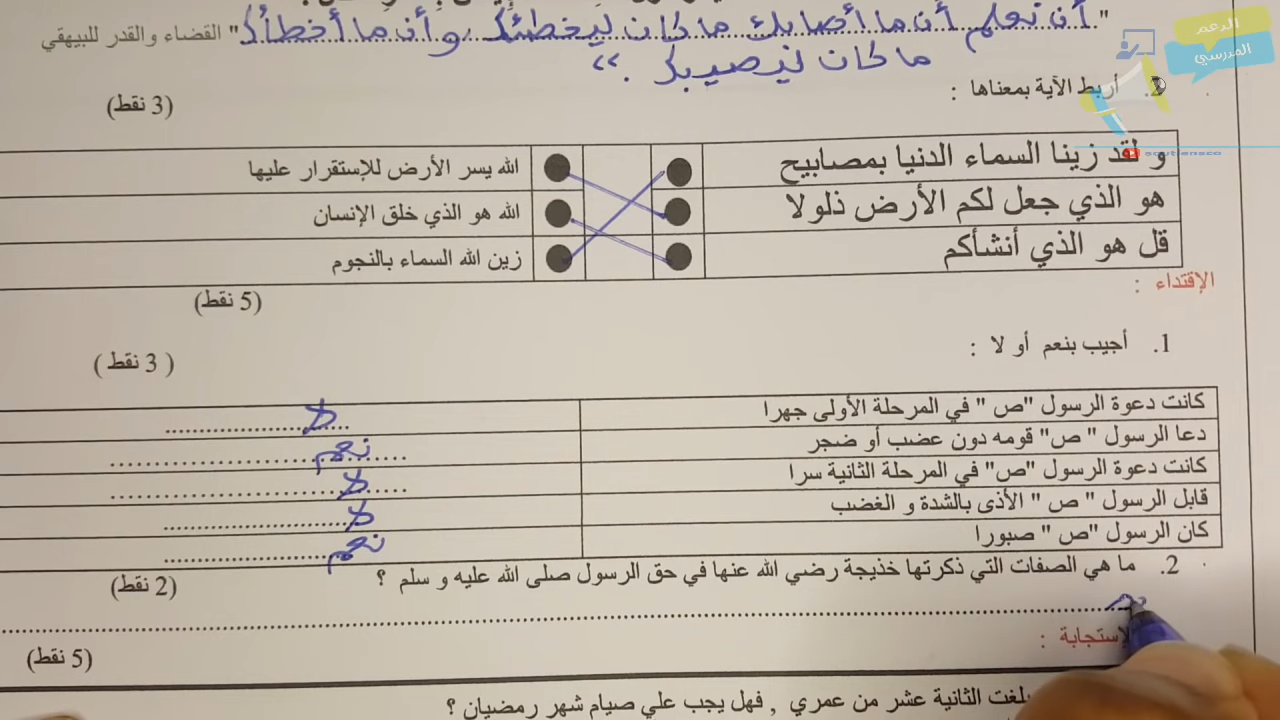 " أن تعلم أن ما أصابك ما كان ليخطئك وأن ما أخطأك " القضاء والقدر للبيهقي
ما كان ليصيبك . "
الدعم
المدرسي
2. أربط الآية بمعناها :
(3 نقط)
و لقد زينا السماء الدنيا بمصابيح
الله يسر الأرض للإستقرار عليها
هو الذي جعل لكم الأرض ذلولا
الله هو الذي خلق الإنسان
قل هو الذي أنشأكم
زين الله السماء بالنجوم
الإقتداء :
(5 نقط)
1. أجيب بنعم أو لا :
( 3 نقط )
كانت دعوة الرسول "ص " في المرحلة الأولى جهرا
لا
دعا الرسول " ص" قومه دون عضب أو ضجر
نعم
كانت دعوة الرسول "ص" في المرحلة الثانية سرا
لا
قابل الرسول " ص " الأذى بالشدة و الغضب
لا
كان الرسول "ص " صبورا
نعم
2. ما هي الصفات التي ذكرتها خذيجة رضي الله عنها في حق الرسول صلى الله عليه و سلم ؟
(2 نقط)
لإستجابة :
(5 نقط)
بلغت الثانية عشر من عمري , فهل يجب علي صيام شهر رمضيان ؟